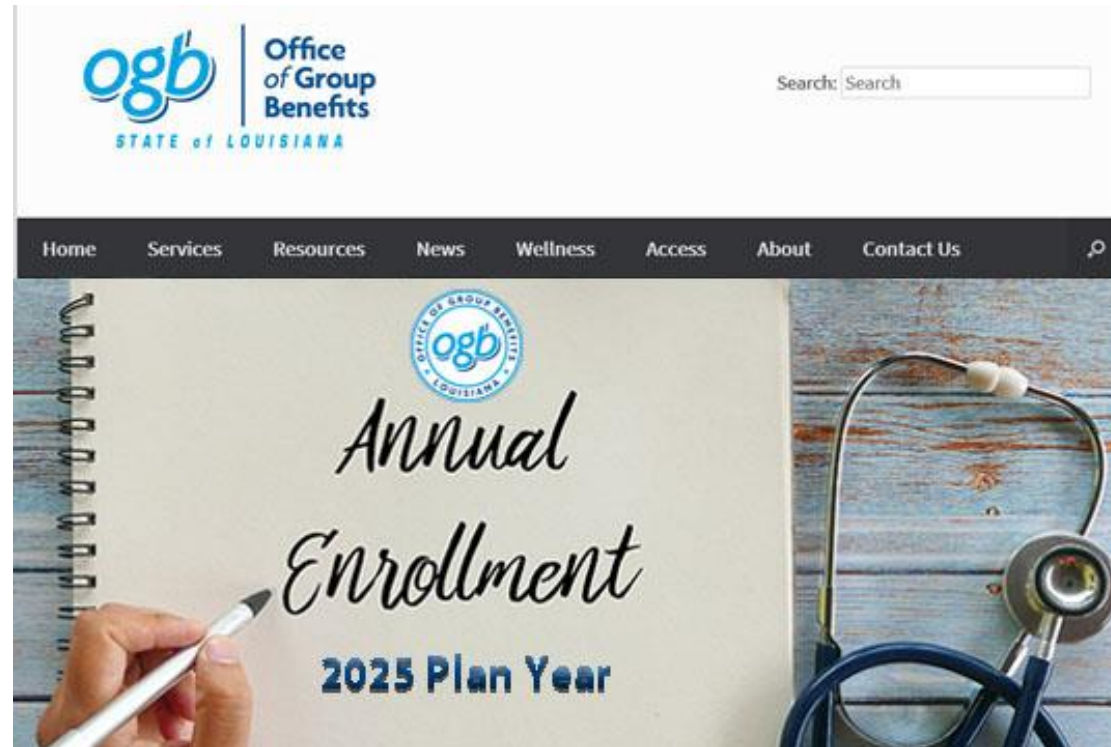 ogb
Office
of Group
Benefits
STATE of LOUISIANA
Search: Search
Home Services Resources News Wellness Access About Contact Us
OFFICE OF GROUP BENEFITS
ogb
LOUISIANA
Annual
Enrollment
2025 Plan Year